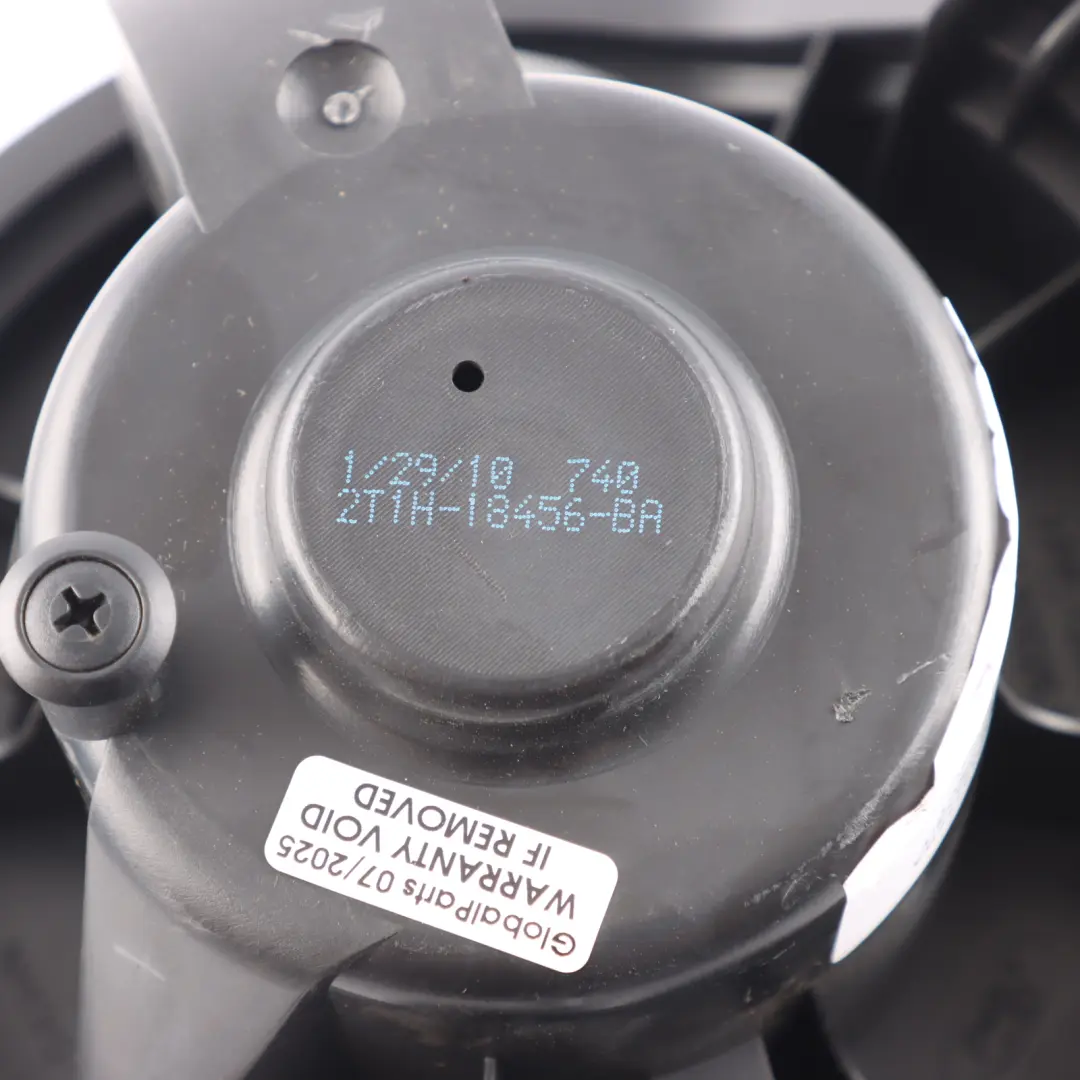 1/29/10 740
2T1H-18456-BA
GlobalParts 07/2025
WARRANTY VOID
IF REMOVED